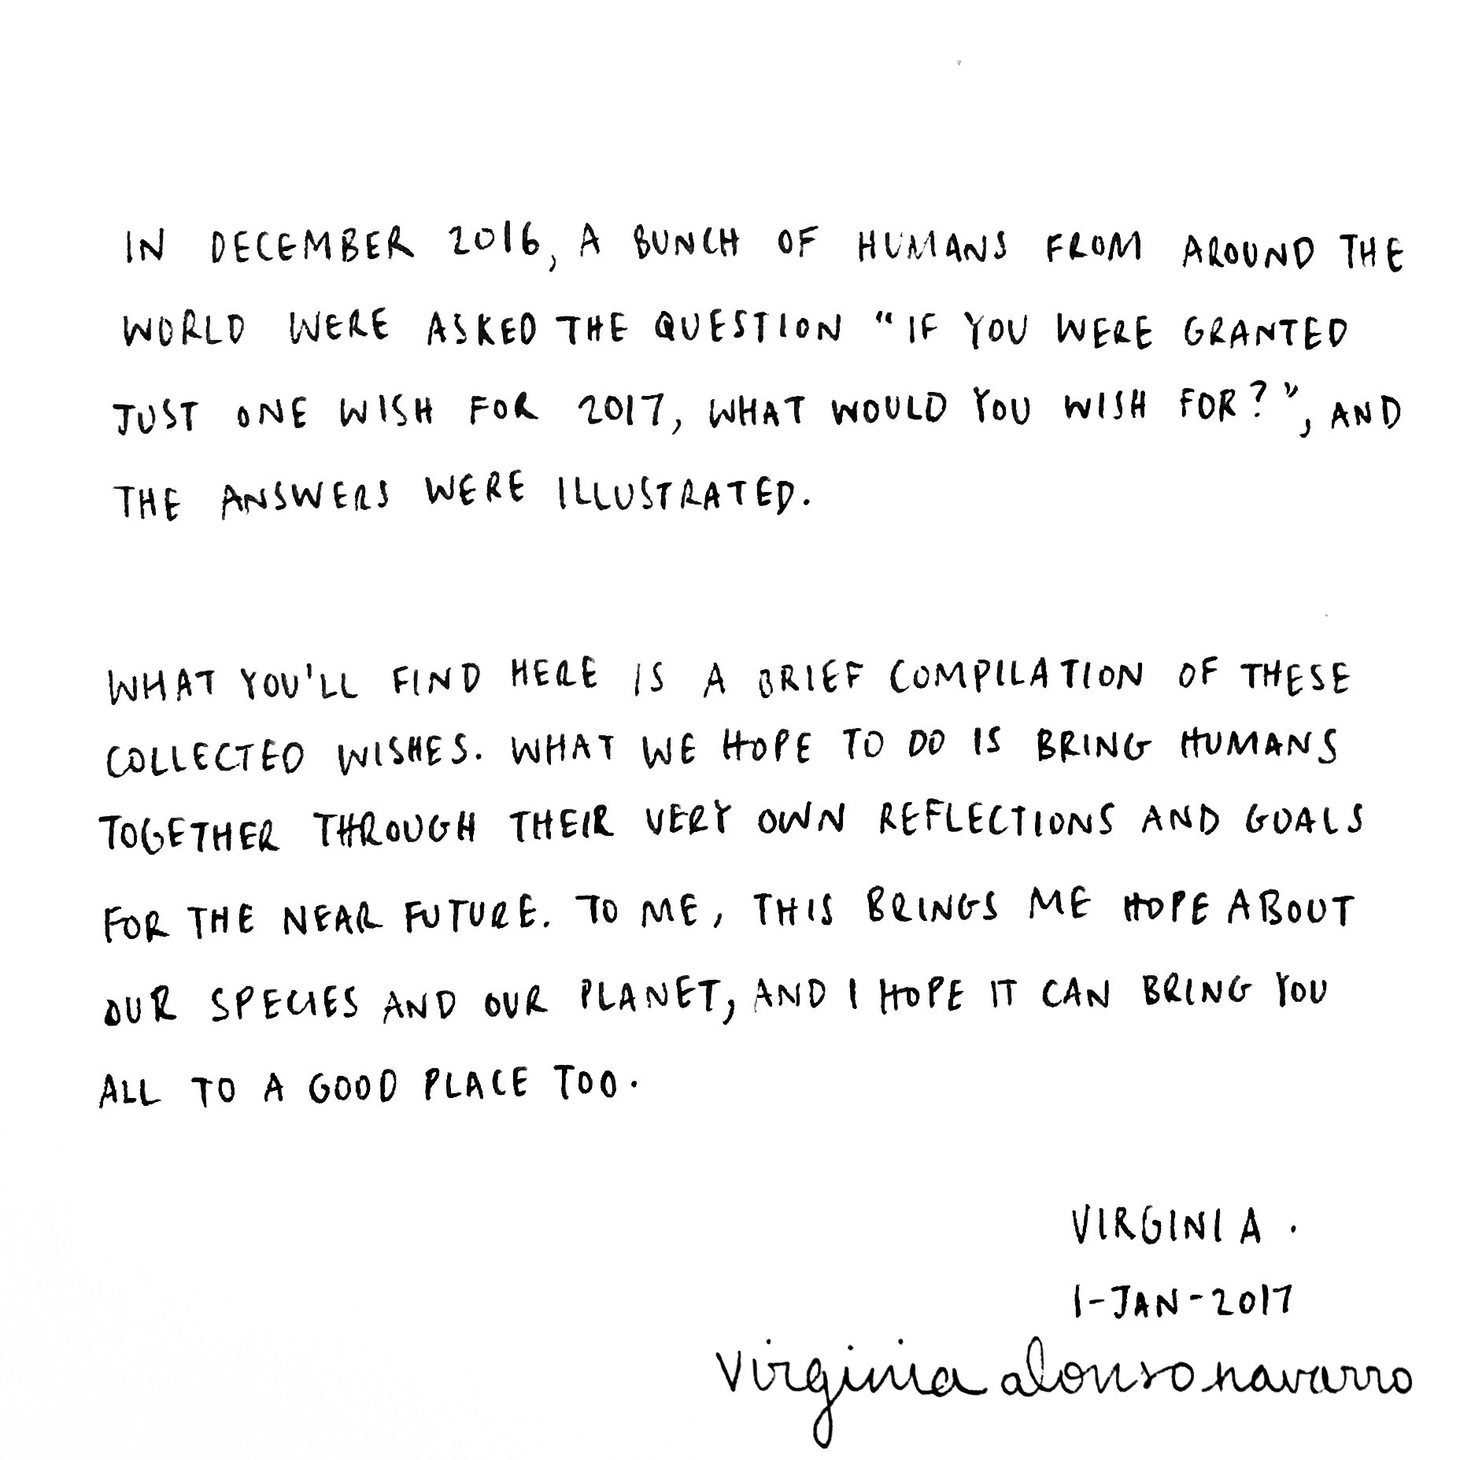 IN DECEMBER 2016, A BUNCH OF HUMANS FROM AROUND THE
WORLD WERE ASKED THE QUESTION “IF YOU WERE GRANTED
JUST ONE WISH FOR 2017, WHAT WOULD YOU WISH FOR?”, AND
THE ANSWERS WERE ILLUSTRATED.
WHAT YOU'LL FIND HERE IS A BRIEF COMPILATION OF THESE
COLLECTED WISHES. WHAT WE HOPE TO DO IS BRING HUMANS
TOGETHER THROUGH THEIR VERY OWN REFLECTIONS AND GOALS
FOR THE NEAR FUTURE. TO ME, THIS BRINGS ME HOPE ABOUT
OUR SPECIES AND OUR PLANET, AND I HOPE IT CAN BRING YOU
ALL TO A GOOD PLACE TOO.
VIRGINIA.
1-JAN-2017
virginia alonso navarro